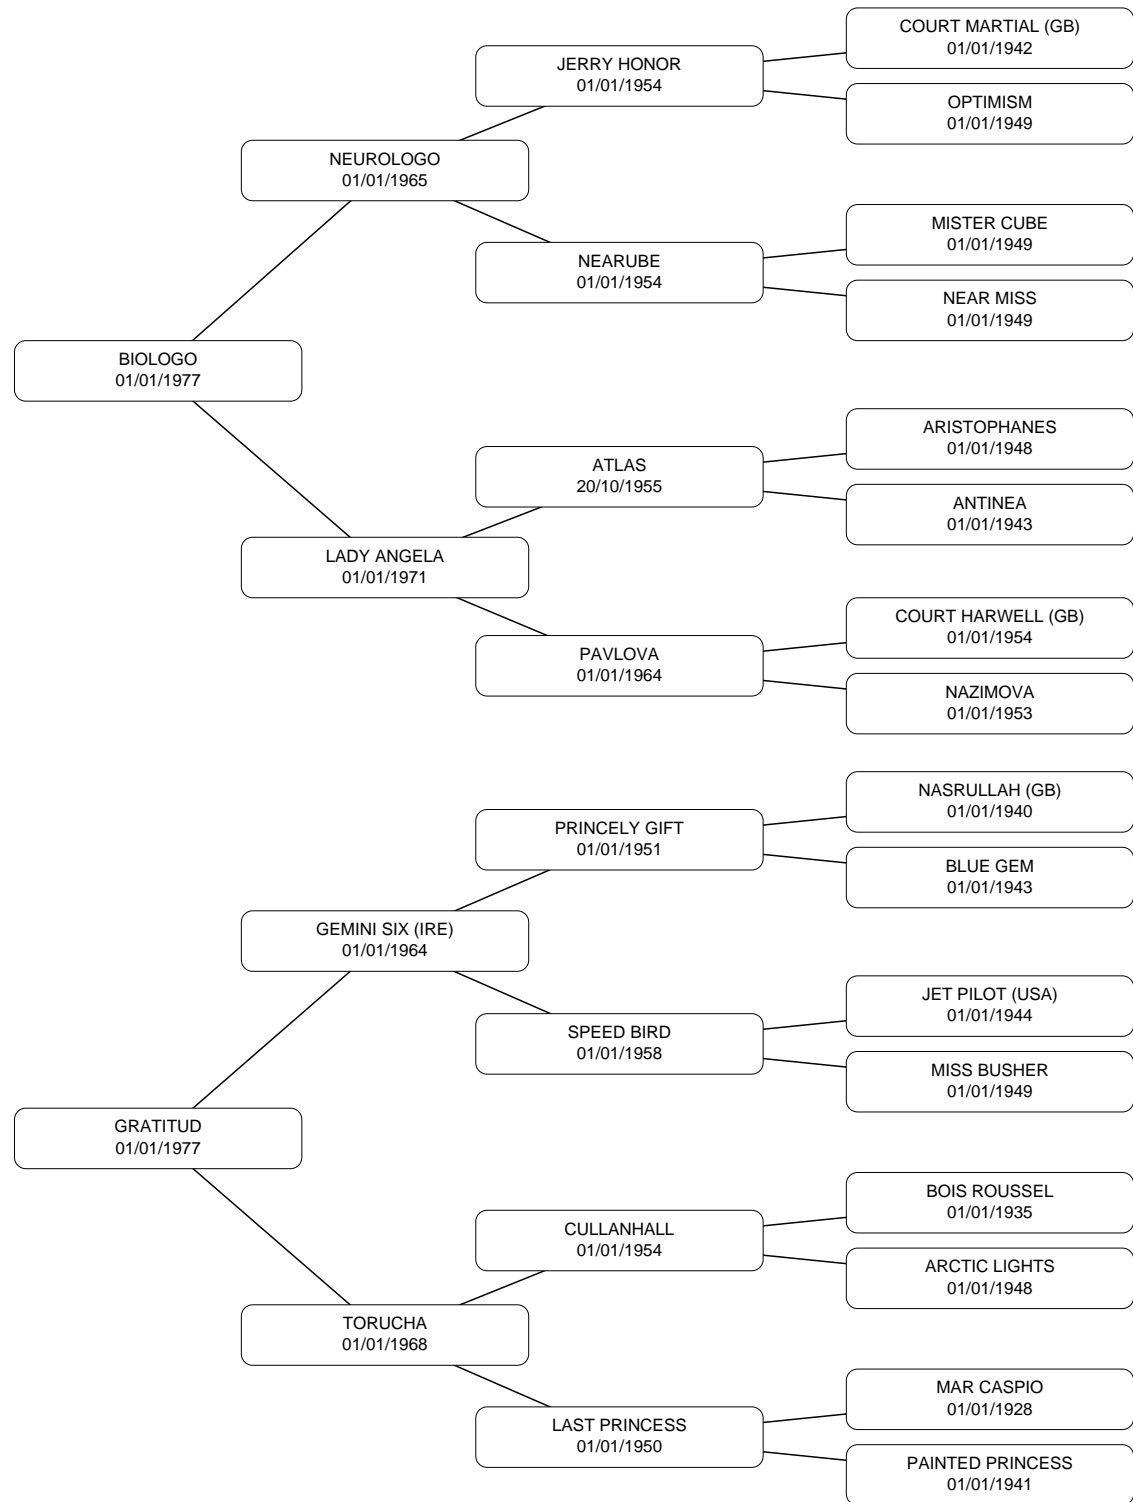 COURT MARTIAL (GB)
01/01/1942
JERRY HONOR
01/01/1954
OPTIMISM
01/01/1949
NEUROLOGO
01/01/1965
MISTER CUBE
01/01/1949
NEARUBE
01/01/1954
NEAR MISS
01/01/1949
BIOLOGO
01/01/1977
ARISTOPHANES
01/01/1948
ATLAS
20/10/1955
ANTINEA
01/01/1943
LADY ANGELA
01/01/1971
COURT HARWELL (GB)
01/01/1954
PAVLOVA
01/01/1964
NAZIMOVA
01/01/1953
NASRULLAH (GB)
01/01/1940
PRINCELY GIFT
01/01/1951
BLUE GEM
01/01/1943
GEMINI SIX (IRE)
01/01/1964
JET PILOT (USA)
01/01/1944
SPEED BIRD
01/01/1958
MISS BUSHER
01/01/1949
GRATITUD
01/01/1977
BOIS ROUSSEL
01/01/1935
CULLANHALL
01/01/1954
ARCTIC LIGHTS
01/01/1948
TORUCHA
01/01/1968
MAR CASPIO
01/01/1928
LAST PRINCESS
01/01/1950
PAINTED PRINCESS
01/01/1941